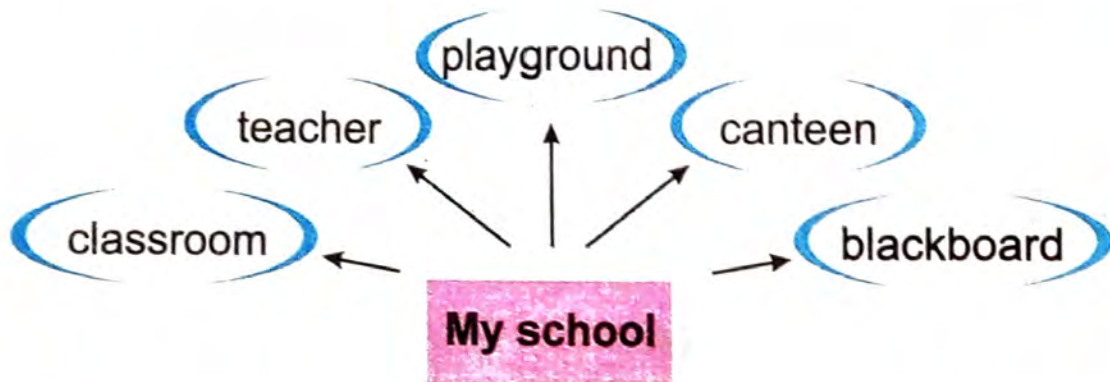 playground
teacher
canteen
classroom
blackboard
My school